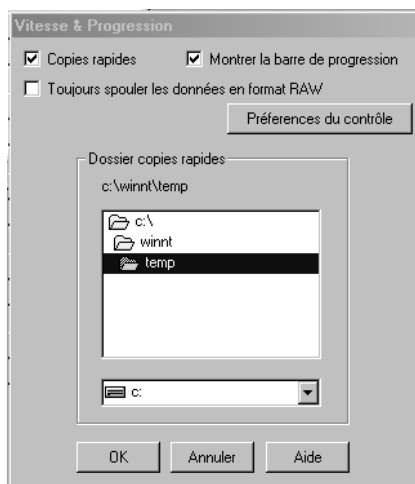 Vitesse & Progression
Copies rapides Montrer la barre de progression
Toujours spouler les données en format RAW
Préferences du contrôle
Dossier copies rapides
c:\winnt\temp
c:\
winnt
temp
c:
OK Annuler Aide